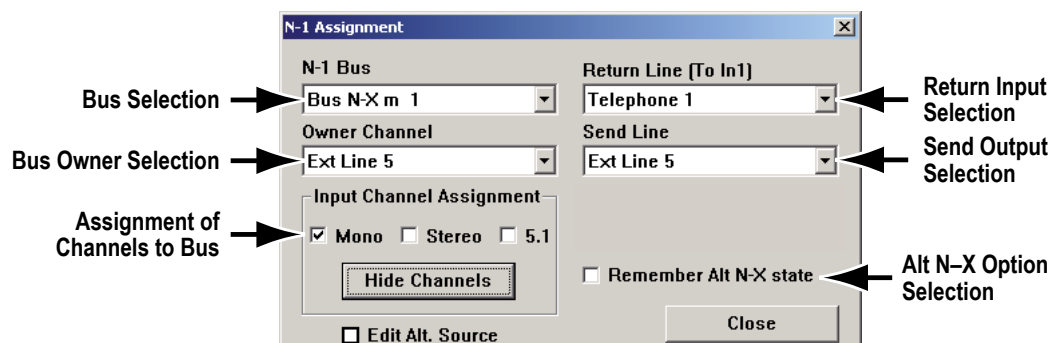 N-1 Assignment
N-1 Bus
Return Line (To In1)
Bus Selection
Bus N-X m 1
Telephone 1
Return Input
Selection
Owner Channel
Send Line
Bus Owner Selection
Ext Line 5
Ext Line 5
Send Output
Selection
Input Channel Assignment
Assignment of
Channels to Bus
Mono
Stereo
5.1
Hide Channels
Remember Alt N-X state
Alt N–X Option
Selection
Edit Alt. Source
Close